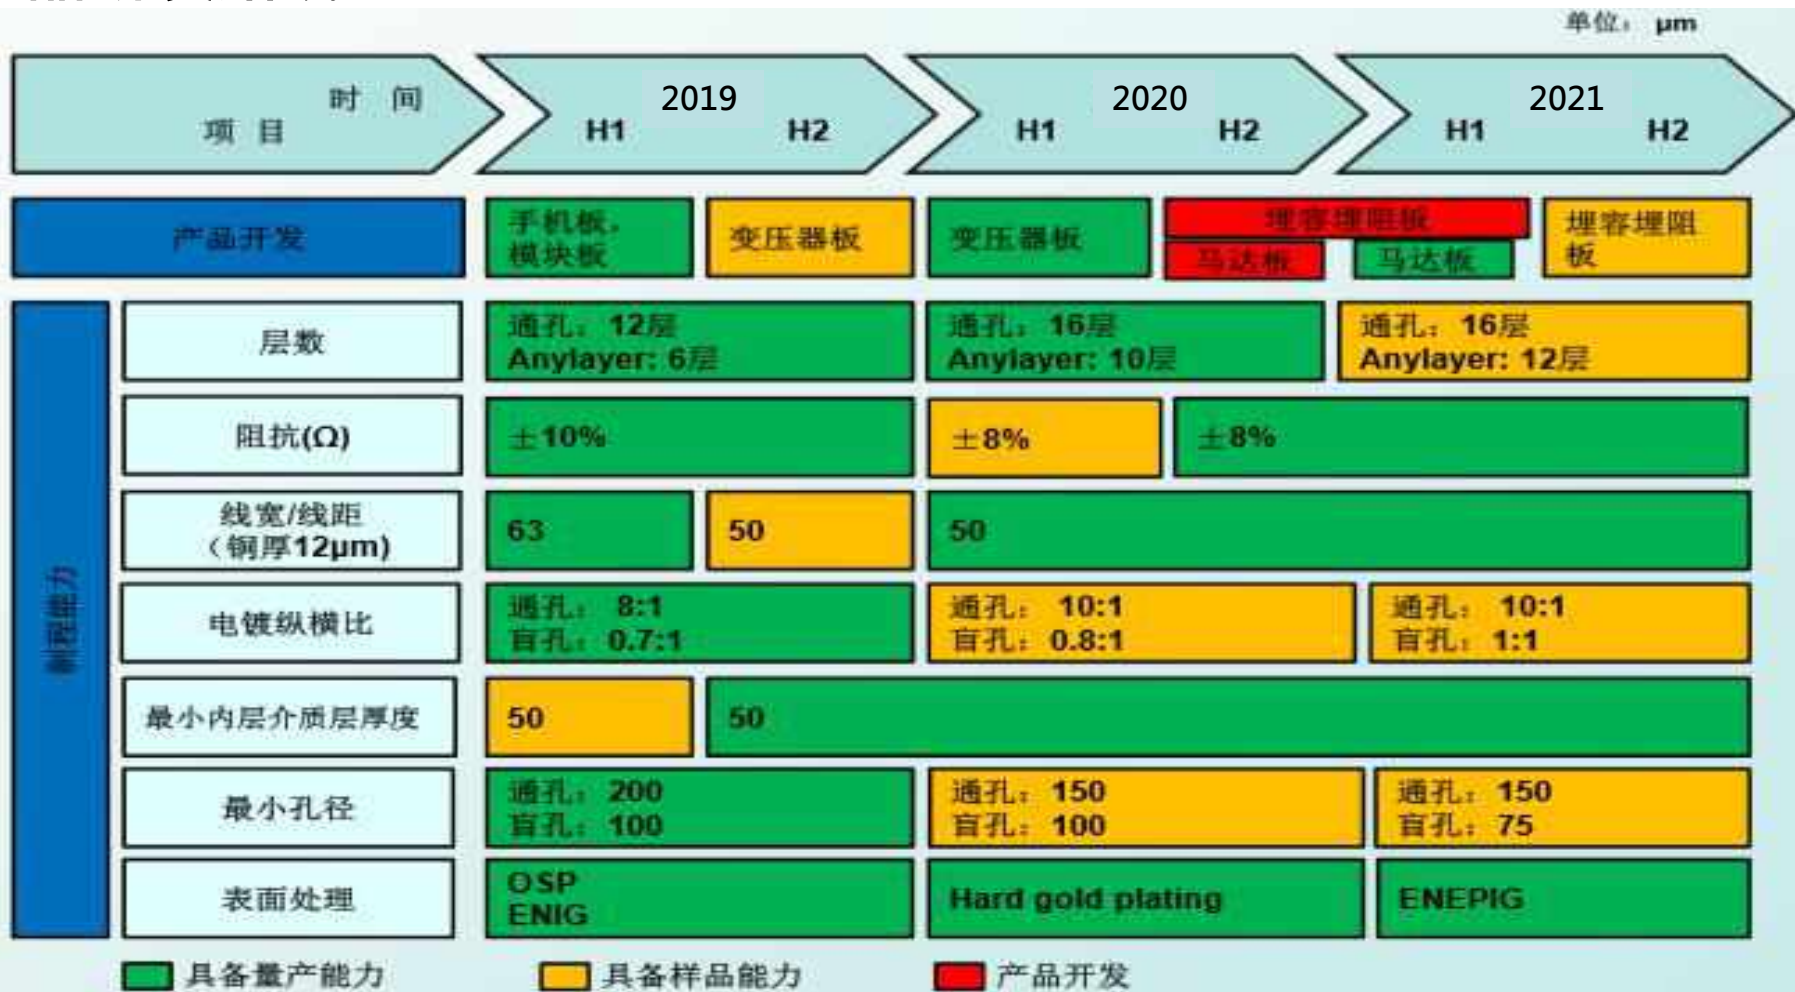 单位： μm
时 间
项 目
2019
H1 H2
2020
H1 H2
2021
H1 H2
产品开发
手机板，
模块板
变压器板
变压器板
埋容埋阻板
马达板
马达板
埋容埋阻
板
制程能力
层数
通孔：12层
Anylayer: 6层
通孔：16层
Anylayer: 10层
通孔：16层
Anylayer: 12层
阻抗(Ω)
±10%
±8%
±8%
线宽/线距
（铜厚12μm)
63
50
50
电镀纵横比
通孔： 8:1
盲孔：0.7:1
通孔： 10:1
盲孔：0.8:1
通孔： 10:1
盲孔：1:1
最小内层介质层厚度
50
50
最小孔径
通孔：200
盲孔：100
通孔：150
盲孔：100
通孔：150
盲孔：75
表面处理
OSP
ENIG
Hard gold plating
ENEPIG
具备量产能力
具备样品能力
产品开发